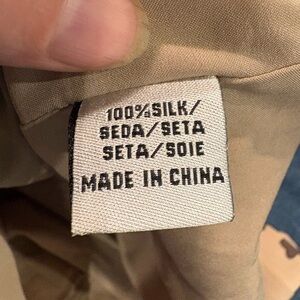 100%SILK/
SEDA/SETA
SETA/SOIE
MADE IN CHINA